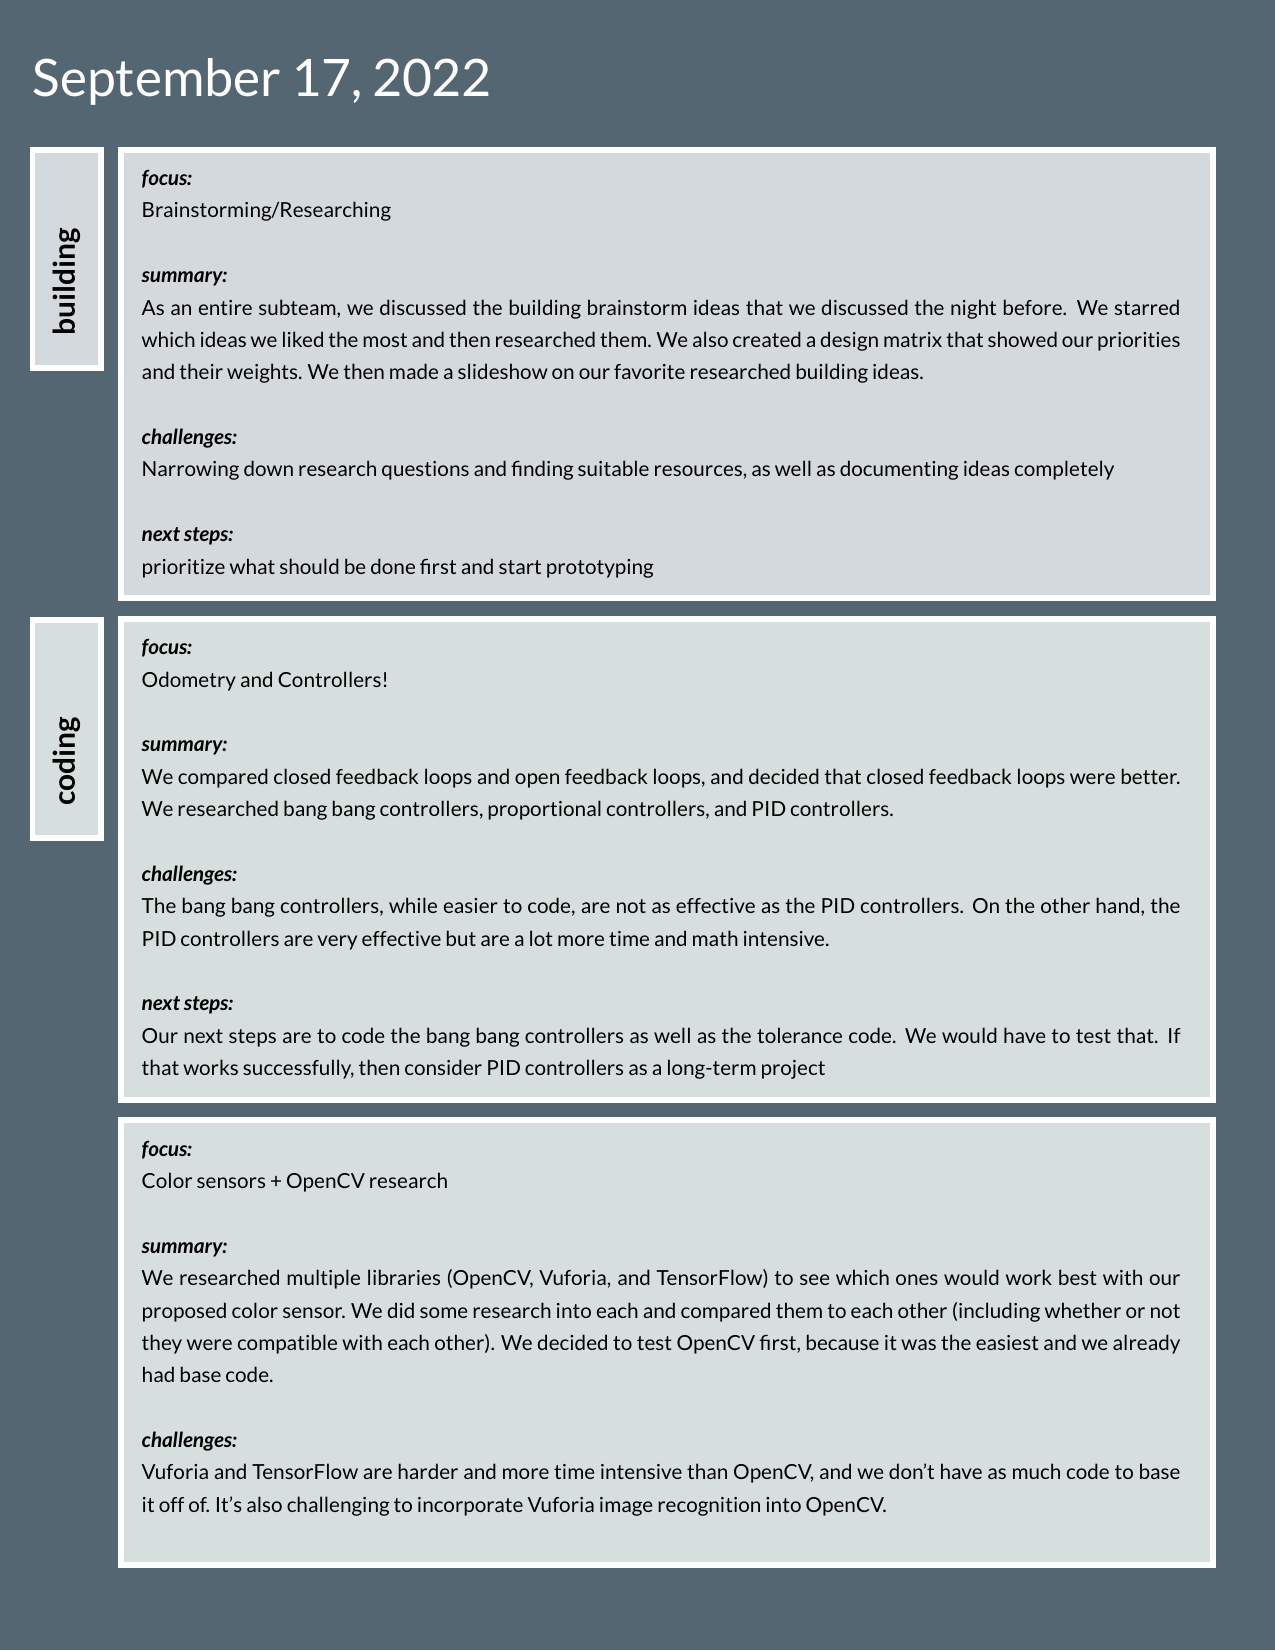 September 17, 2022
building
focus:
Brainstorming/Researching
summary:
As an entire subteam, we discussed the building brainstorm ideas that we discussed the night before. We starred
which ideas we liked the most and then researched them. We also created a design matrix that showed our priorities
and their weights. We then made a slideshow on our favorite researched building ideas.
challenges:
Narrowing down research questions and finding suitable resources, as well as documenting ideas completely
next steps:
prioritize what should be done first and start prototyping
coding
focus:
Odometry and Controllers!
summary:
We compared closed feedback loops and open feedback loops, and decided that closed feedback loops were better.
We researched bang bang controllers, proportional controllers, and PID controllers.
challenges:
The bang bang controllers, while easier to code, are not as effective as the PID controllers. On the other hand, the
PID controllers are very effective but are a lot more time and math intensive.
next steps:
Our next steps are to code the bang bang controllers as well as the tolerance code. We would have to test that. If
that works successfully, then consider PID controllers as a long-term project
focus:
Color sensors + OpenCV research
summary:
We researched multiple libraries (OpenCV, Vuforia, and TensorFlow) to see which ones would work best with our
proposed color sensor. We did some research into each and compared them to each other (including whether or not
they were compatible with each other). We decided to test OpenCV first, because it was the easiest and we already
had base code.
challenges:
Vuforia and TensorFlow are harder and more time intensive than OpenCV, and we don’t have as much code to base
it off of. It’s also challenging to incorporate Vuforia image recognition into OpenCV.